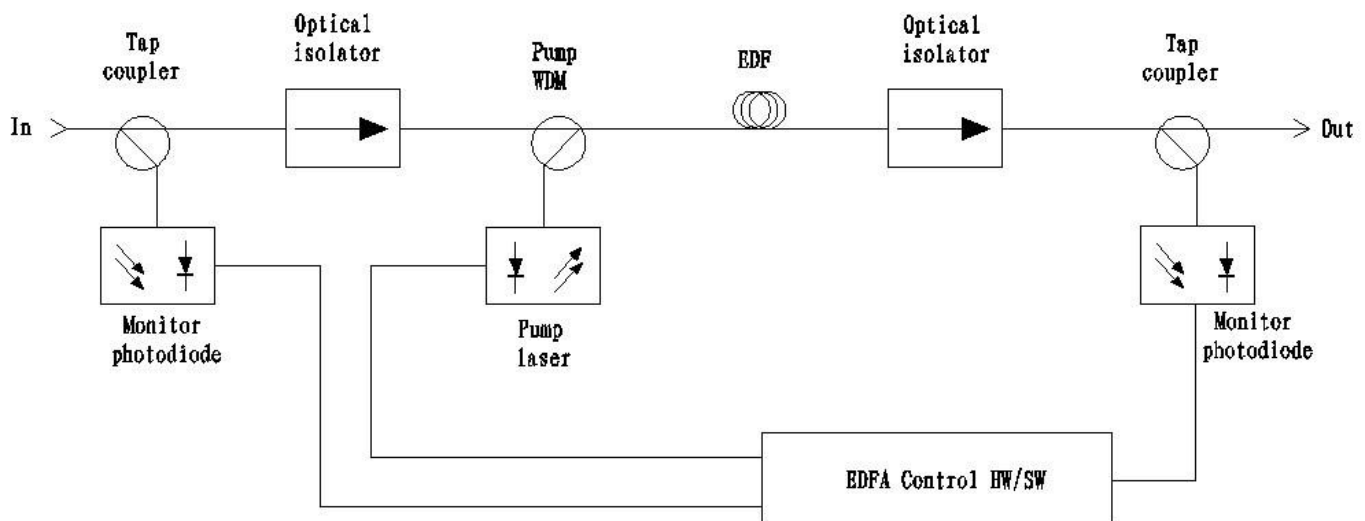 Tap
coupler
Optical
isolator
Pump
WDM
EDF
Optical
isolator
Tap
coupler
In
Out
Monitor
photodiode
Pump
laser
Monitor
photodiode
EDFA Control HW/SW